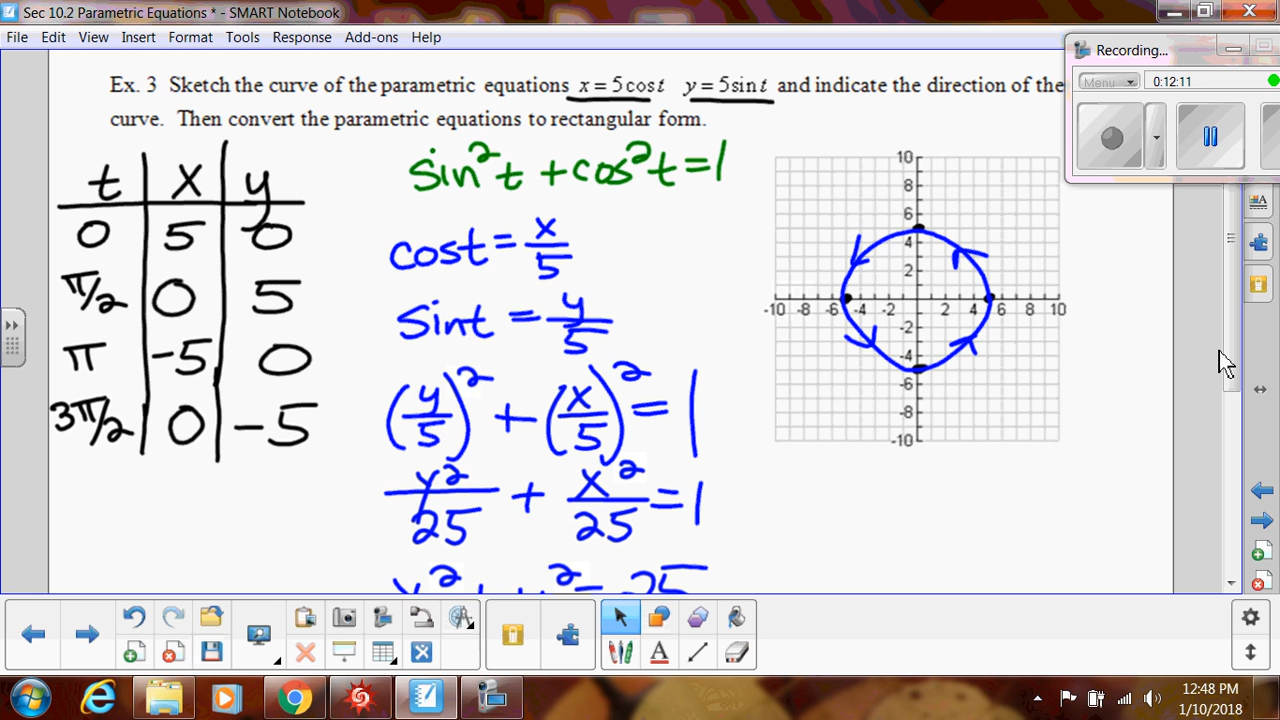 Sec 10.2 Parametric Equations * - SMART Notebook
File Edit View Insert Format Tools Response Add-ons Help
Recording...
Menu 0:12:11
Ex. 3 Sketch the curve of the parametric equations x = 5cost y = 5sint and indicate the direction of the
curve. Then convert the parametric equations to rectangular form.
t x y
0 5 0
π/2 0 5
π -5 0
3π/2 0 -5
sin²t + cos²t = 1
cost = x/5
sint = y/5
(y/5)² + (x/5)² = 1
y²/25 + x²/25 = 1
10
8
6
4
2
-10 -8 -6 -4 -2 2 4 6 8 10
-2
-4
-6
-8
-10
A
12:48 PM
1/10/2018